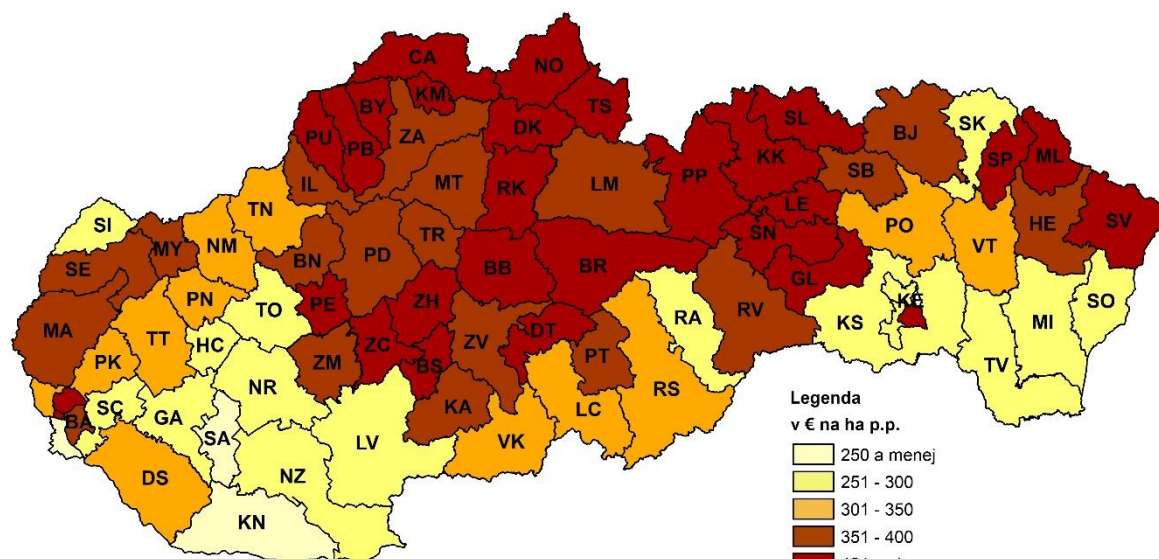 CA
NO
KM
BY
TS
PU
PB
ZA
DK
SL
BJ
SK
SP
ML
KK
SB
IL
MT
RK
LM
PP
LE
HE
SV
SI
TN
NM
MY
BN
PD
TR
SN
PO
VT
SE
BB
BR
GL
PN
TO
PE
ZH
RA
RV
KE
SO
MA
TT
HC
ZM
ZC
BS
ZV
DT
PT
KS
MI
PK
SC
GA
NR
KA
LC
RS
TV
BA
SA
LV
VK
DS
NZ
KN
Legenda
v € na ha p.p.
250 a menej
251 - 300
301 - 350
351 - 400